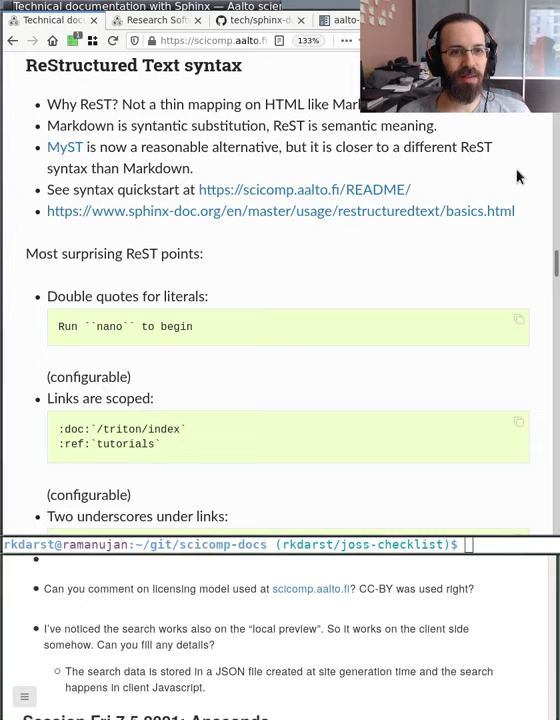 Technical documentation with Sphinx — Aalto scien
Technical doc
Research Soft
tech/sphinx-d
aalto-
https://scicomp.aalto.fi
133%
ReStructured Text syntax
Why ReST? Not a thin mapping on HTML like Mark
Markdown is syntantic substitution, ReST is semantic meaning.
MyST is now a reasonable alternative, but it is closer to a different ReST
syntax than Markdown.
See syntax quickstart at https://scicomp.aalto.fi/README/
https://www.sphinx-doc.org/en/master/usage/restructuredtext/basics.html
Most surprising ReST points:
Double quotes for literals:
Run ``nano`` to begin
(configurable)
Links are scoped:
:doc:`/triton/index`
:ref:`tutorials`
(configurable)
Two underscores under links:
rkdarst@ramanujan:~/git/scicomp-docs (rkdarst/joss-checklist)$
Can you comment on licensing model used at scicomp.aalto.fi? CC-BY was used right?
I've noticed the search works also on the “local preview”. So it works on the client side
somehow. Can you fill any details?
The search data is stored in a JSON file created at site generation time and the search
happens in client Javascript.
Session Fri 7.5.2021: Anaconda